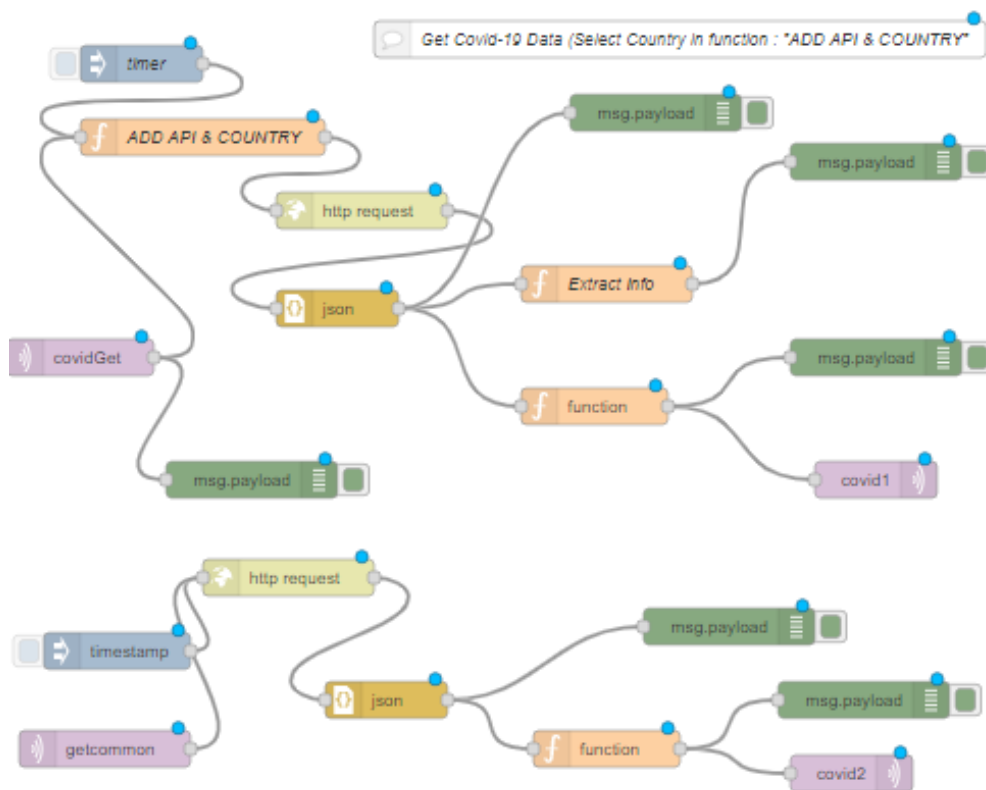 Get Covid-19 Data (Select Country in function : "ADD API & COUNTRY"
timer
msg.payload
ADD API & COUNTRY
msg.payload
http request
Extract Info
json
covidGet
msg.payload
function
msg.payload
covid1
http request
msg.payload
timestamp
json
msg.payload
getcommon
function
covid2